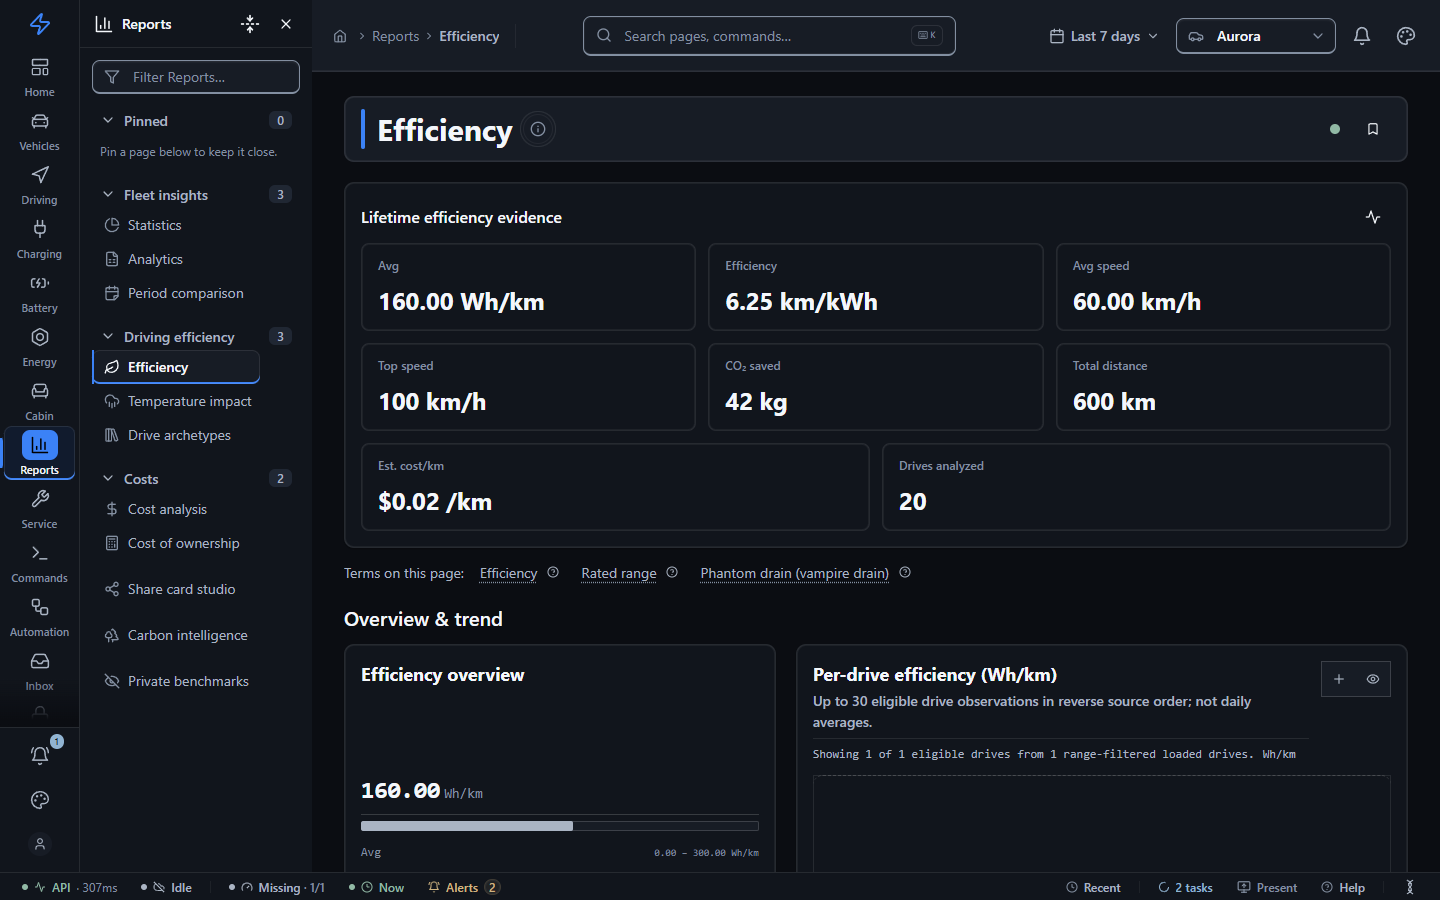 Home
Vehicles
Driving
Charging
Battery
Energy
Cabin
Reports
Service
Commands
Automation
Inbox
1
Reports
Filter Reports...
Pinned 0
Pin a page below to keep it close.
Fleet insights 3
Statistics
Analytics
Period comparison
Driving efficiency 3
Efficiency
Temperature impact
Drive archetypes
Costs 2
Cost analysis
Cost of ownership
Share card studio
Carbon intelligence
Private benchmarks
Reports Efficiency
Search pages, commands... K
Last 7 days
Aurora
Efficiency
Lifetime efficiency evidence
Avg
160.00 Wh/km
Efficiency
6.25 km/kWh
Avg speed
60.00 km/h
Top speed
100 km/h
CO₂ saved
42 kg
Total distance
600 km
Est. cost/km
$0.02 /km
Drives analyzed
20
Terms on this page: Efficiency Rated range Phantom drain (vampire drain)
Overview & trend
Efficiency overview
160.00 Wh/km
Avg 0.00 – 300.00 Wh/km
Per-drive efficiency (Wh/km)
Up to 30 eligible drive observations in reverse source order; not daily
averages.
Showing 1 of 1 eligible drives from 1 range-filtered loaded drives. Wh/km
API · 307ms Idle Missing · 1/1 Now Alerts 2 Recent 2 tasks Present Help